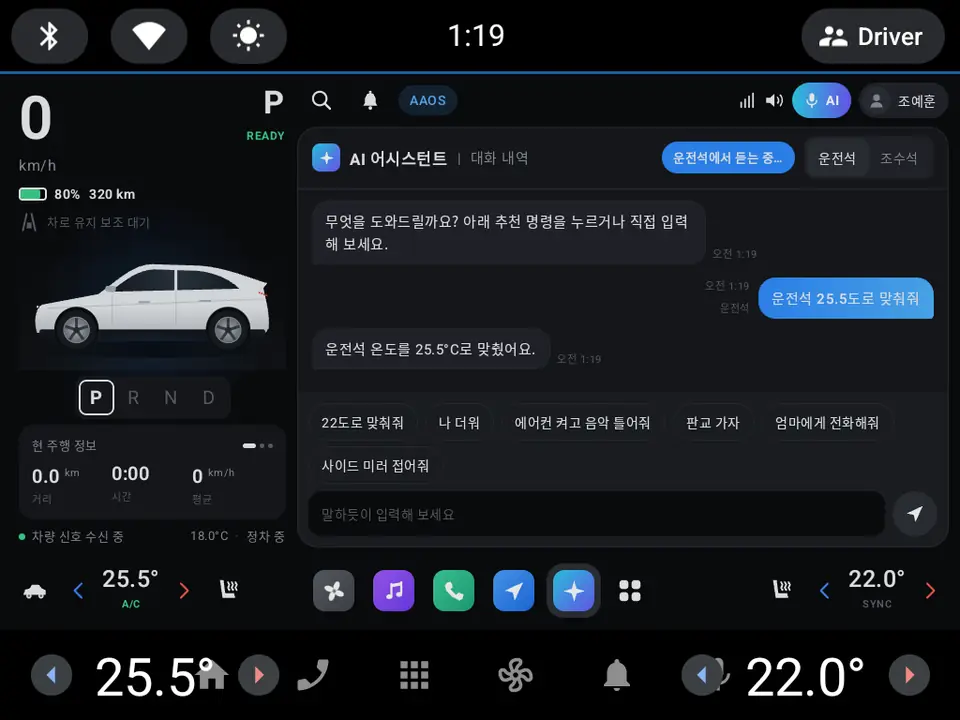 1:19
Driver
0
P
READY
km/h
80% 320 km
차로 유지 보조 대기
P R N D
현 주행 정보
0.0 km
거리
0:00
시간
0 km/h
평균
차량 신호 수신 중
18.0°C · 정차 중
AAOS
AI
조예훈
AI 어시스턴트 | 대화 내역
운전석에서 듣는 중…
운전석
조수석
무엇을 도와드릴까요? 아래 추천 명령을 누르거나 직접 입력
해 보세요.
오전 1:19
오전 1:19
운전석
운전석 25.5도로 맞춰줘
운전석 온도를 25.5°C로 맞췄어요.
오전 1:19
22도로 맞춰줘
나 더워
에어컨 켜고 음악 틀어줘
판교 가자
엄마에게 전화해줘
사이드 미러 접어줘
말하듯이 입력해 보세요
25.5°
A/C
22.0°
SYNC
25.5°
22.0°